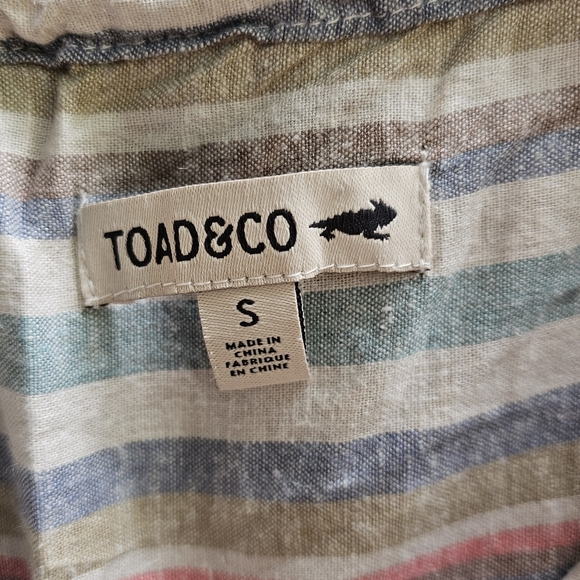 TOAD&CO
S
MADE IN
CHINA
FABRIQUE
EN CHINE